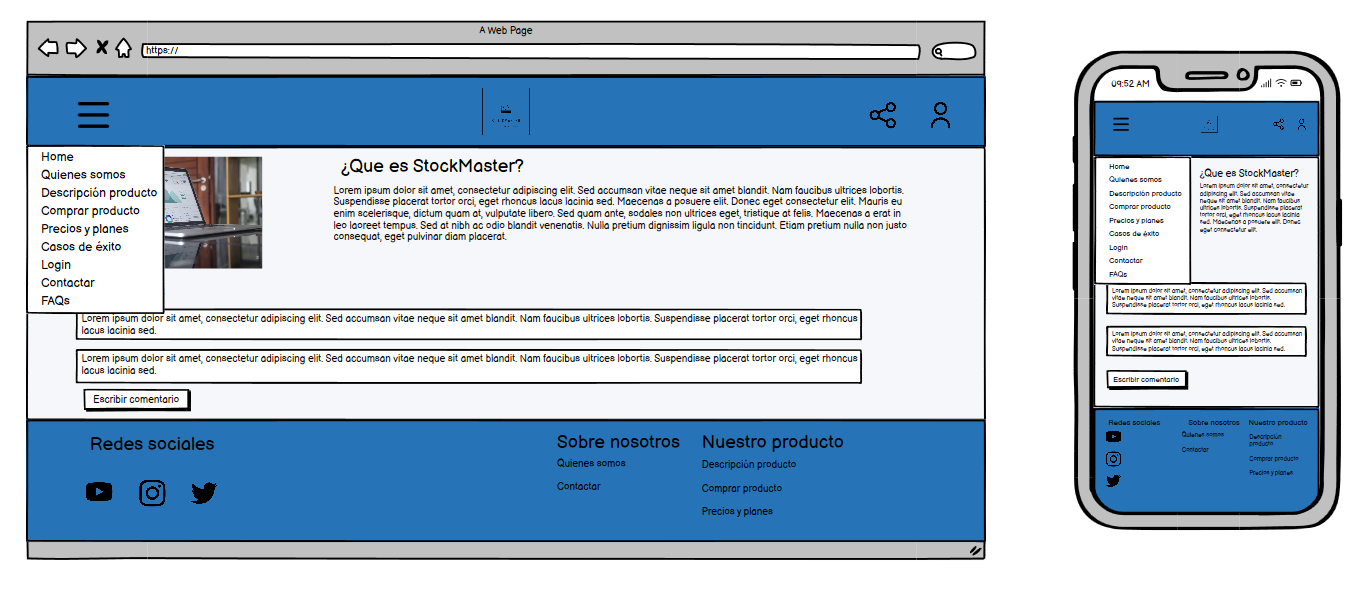 A Web Page
https://
Home
Quienes somos
Descripción producto
Comprar producto
Precios y planes
Casos de éxito
Login
Contactar
FAQs
¿Que es StockMaster?
Lorem ipsum dolor sit amet, consectetur adipiscing elit. Sed accumsan vitae neque sit amet blandit. Nam faucibus ultrices lobortis.
Suspendisse placerat tortor orci, eget rhoncus lacus lacinia sed. Maecenas a posuere elit. Donec eget consectetur elit. Mauris eu
enim scelerisque, dictum quam at, vulputate libero. Sed quam ante, sodales non ultrices eget, tristique at felis. Maecenas a erat in
leo laoreet tempus. Sed at nibh ac odio blandit venenatis. Nulla pretium dignissim ligula non tincidunt. Etiam pretium nulla non justo
consequat, eget pulvinar diam placerat.
Lorem ipsum dolor sit amet, consectetur adipiscing elit. Sed accumsan vitae neque sit amet blandit. Nam faucibus ultrices lobortis. Suspendisse placerat tortor orci, eget rhoncus
lacus lacinia sed.
Lorem ipsum dolor sit amet, consectetur adipiscing elit. Sed accumsan vitae neque sit amet blandit. Nam faucibus ultrices lobortis. Suspendisse placerat tortor orci, eget rhoncus
lacus lacinia sed.
Escribir comentario
Redes sociales
Sobre nosotros
Quienes somos
Contactar
Nuestro producto
Descripción producto
Comprar producto
Precios y planes
09:52 AM
Home
Quienes somos
Descripción producto
Comprar producto
Precios y planes
Casos de éxito
Login
Contactar
FAQs
¿Que es StockMaster?
Lorem ipsum dolor sit amet,
consectetur adipiscing elit. Sed
accumsan vitae neque sit amet
blandit. Nam faucibus ultrices
ultrices lobortis. Suspendisse placerat
tortor orci, eget rhoncus lacus lacinia
sed. Maecenas a posuere elit. Donec
eget consectetur elit.
Lorem ipsum dolor sit amet, consectetur adipiscing elit. Sed accumsan
vitae neque sit amet blandit. Nam faucibus ultrices lobortis.
Suspendisse placerat tortor orci, eget rhoncus lacus lacinia sed.
Lorem ipsum dolor sit amet, consectetur adipiscing elit. Sed accumsan
vitae neque sit amet blandit. Nam faucibus ultrices lobortis.
Suspendisse placerat tortor orci, eget rhoncus lacus lacinia sed.
Escribir comentario
Redes sociales
Sobre nosotros
Quienes somos
Contactar
Nuestro producto
Descripción
producto
Comprar producto
Precios y planes